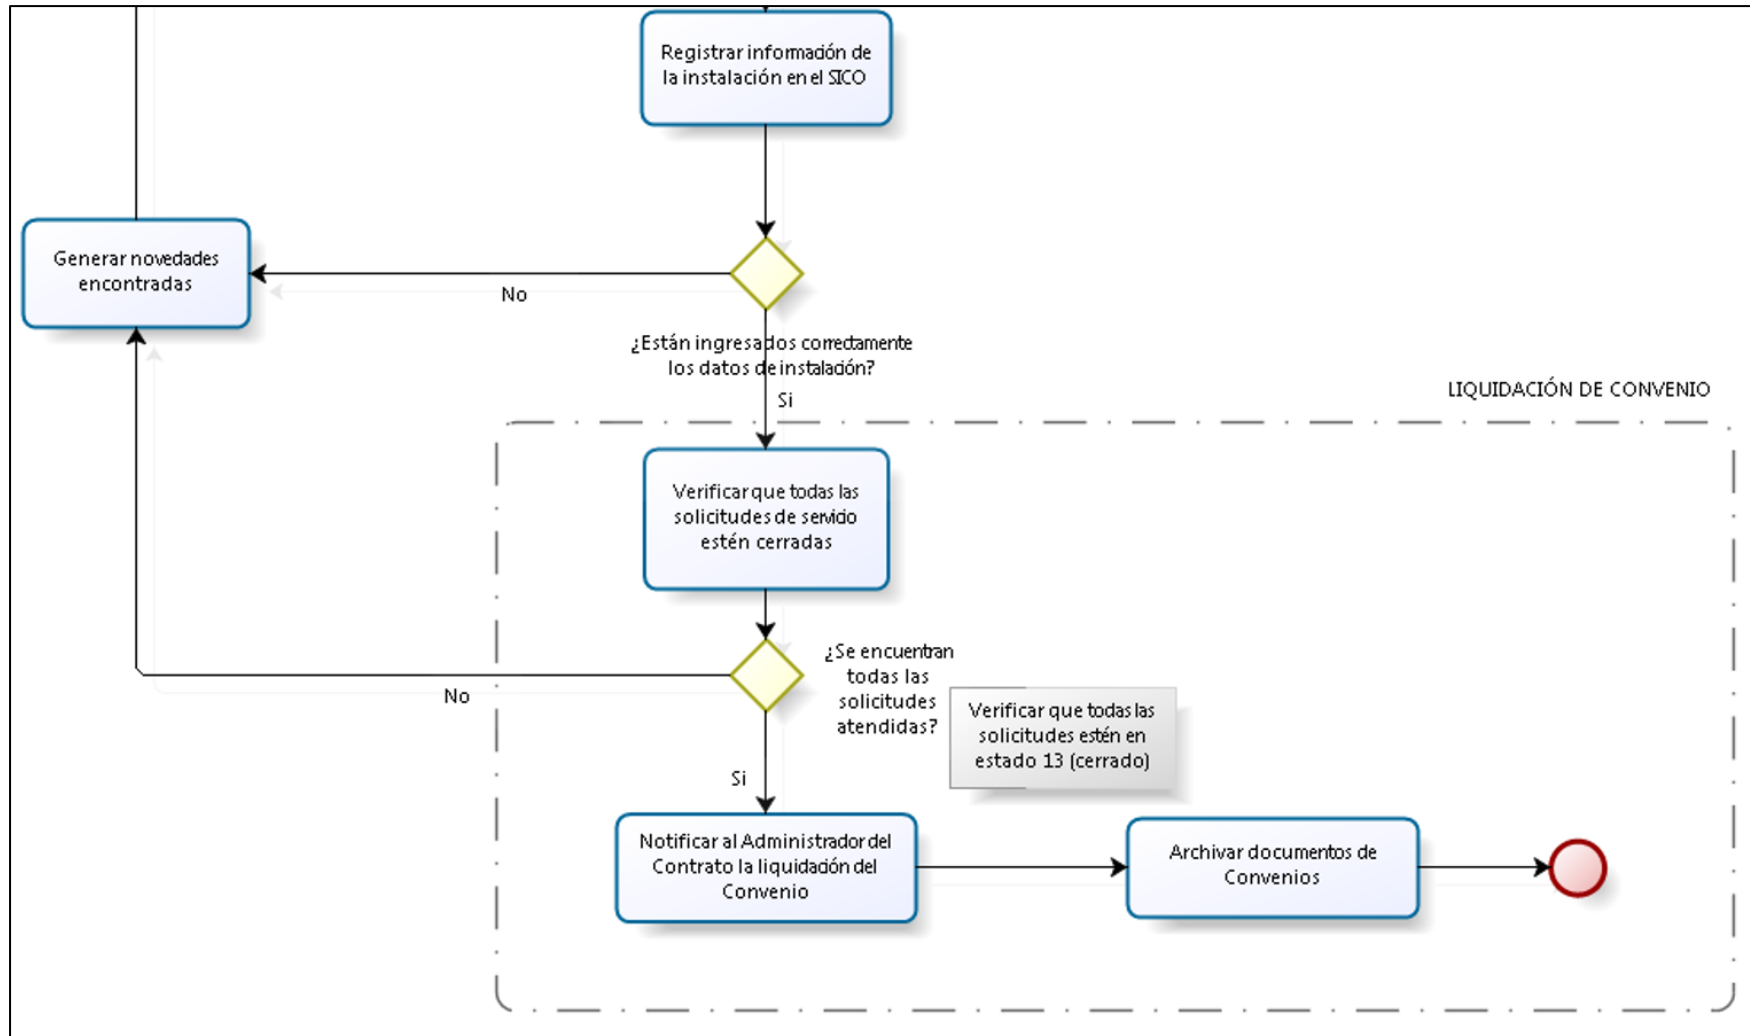 Registrar información de
la instalación en el SICO
Generar novedades
encontradas
No
¿Están ingresados correctamente
los datos de instalación?
Si
LIQUIDACIÓN DE CONVENIO
Verificar que todas las
solicitudes de servicio
estén cerradas
¿Se encuentran
todas las
solicitudes
atendidas?
No
Verificar que todas las
solicitudes estén en
estado 13 (cerrado)
Si
Notificar al Administrador del
Contrato la liquidación del
Convenio
Archivar documentos de
Convenios